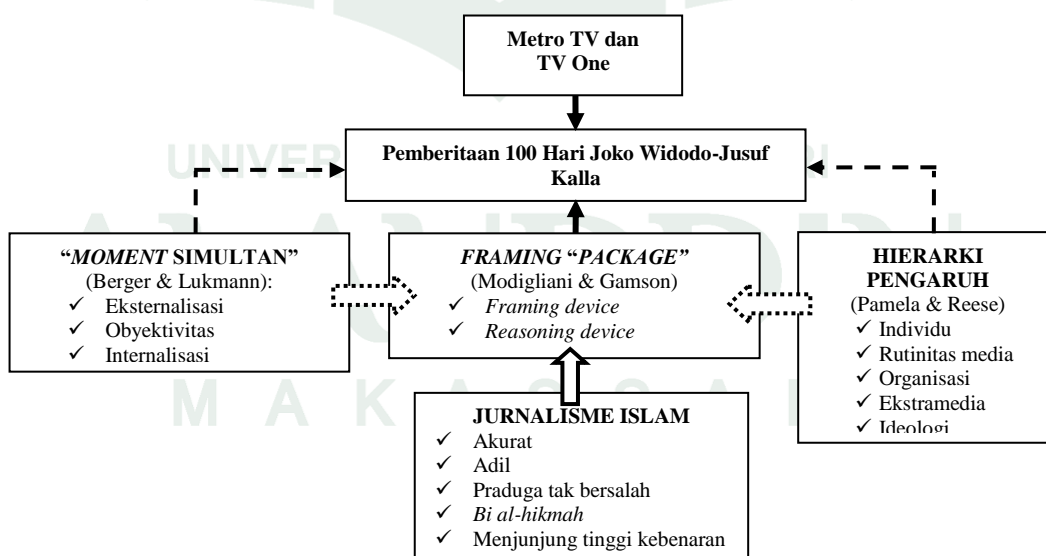 Metro TV dan
TV One
Pemberitaan 100 Hari Joko Widodo-Jusuf
Kalla
“MOMENT SIMULTAN”
(Berger & Lukmann):
✓ Eksternalisasi
✓ Obyektivitas
✓ Internalisasi
FRAMING “PACKAGE”
(Modigliani & Gamson)
✓ Framing device
✓ Reasoning device
HIERARKI
PENGARUH
(Pamela & Reese)
✓ Individu
✓ Rutinitas media
✓ Organisasi
✓ Ekstramedia
✓ Ideologi
JURNALISME ISLAM
✓ Akurat
✓ Adil
✓ Praduga tak bersalah
✓ Bi al-hikmah
✓ Menjunjung tinggi kebenaran